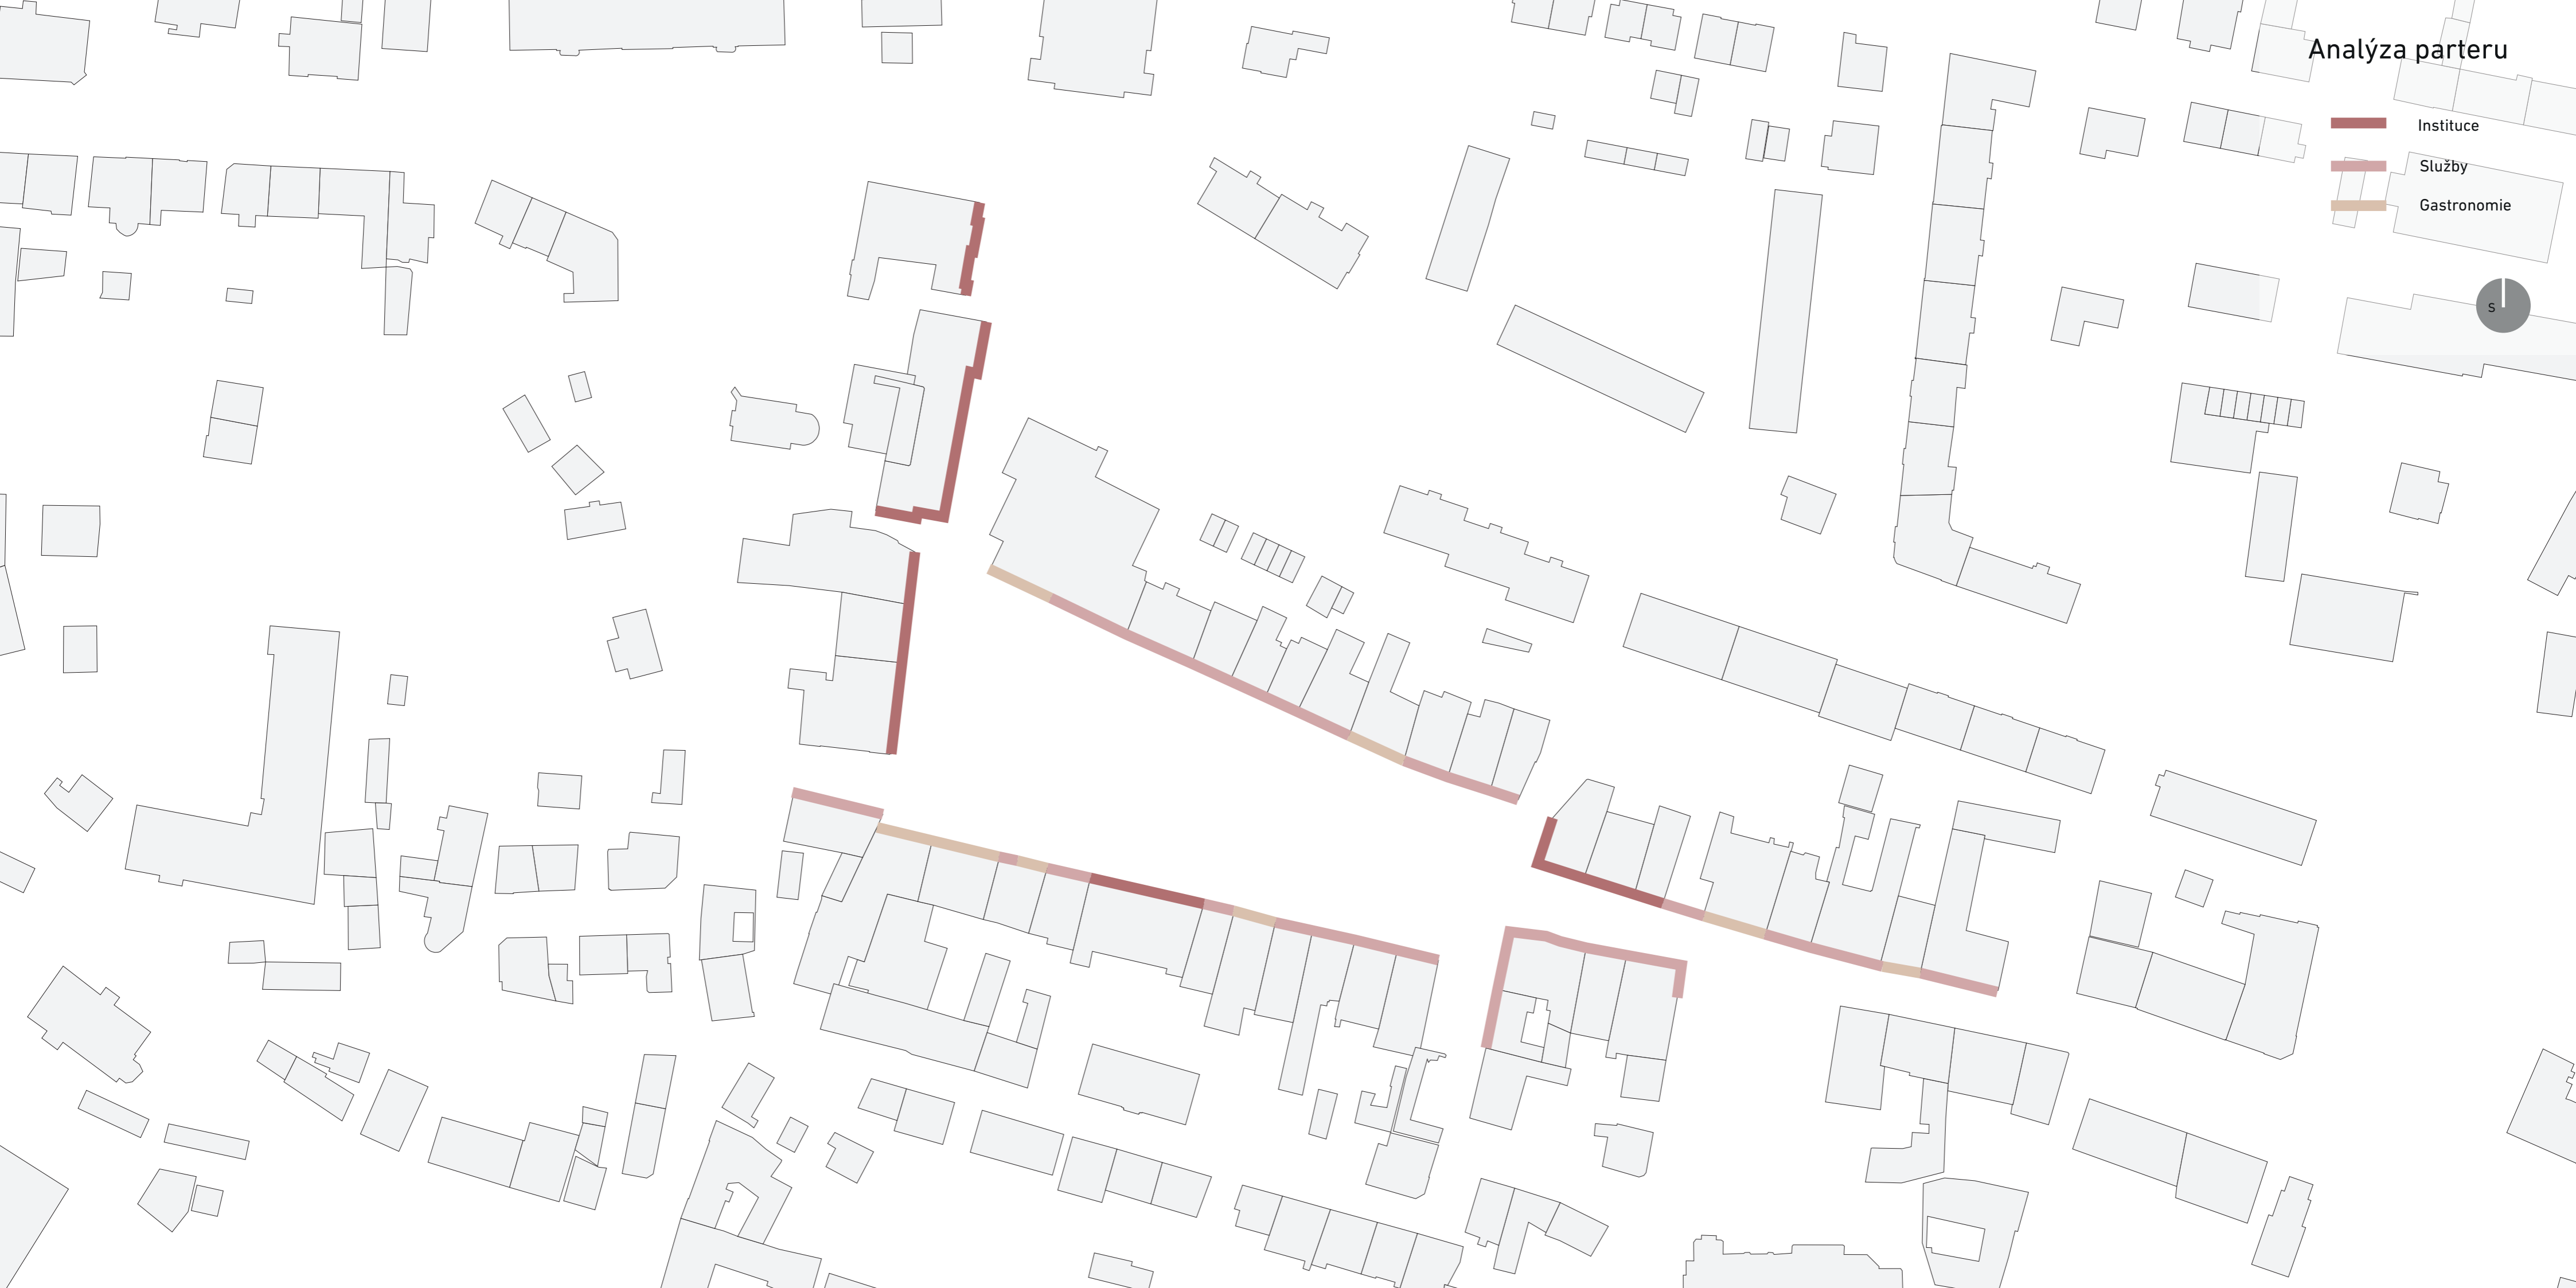 Analýza parteru
Instituce
Služby
Gastronomie
S